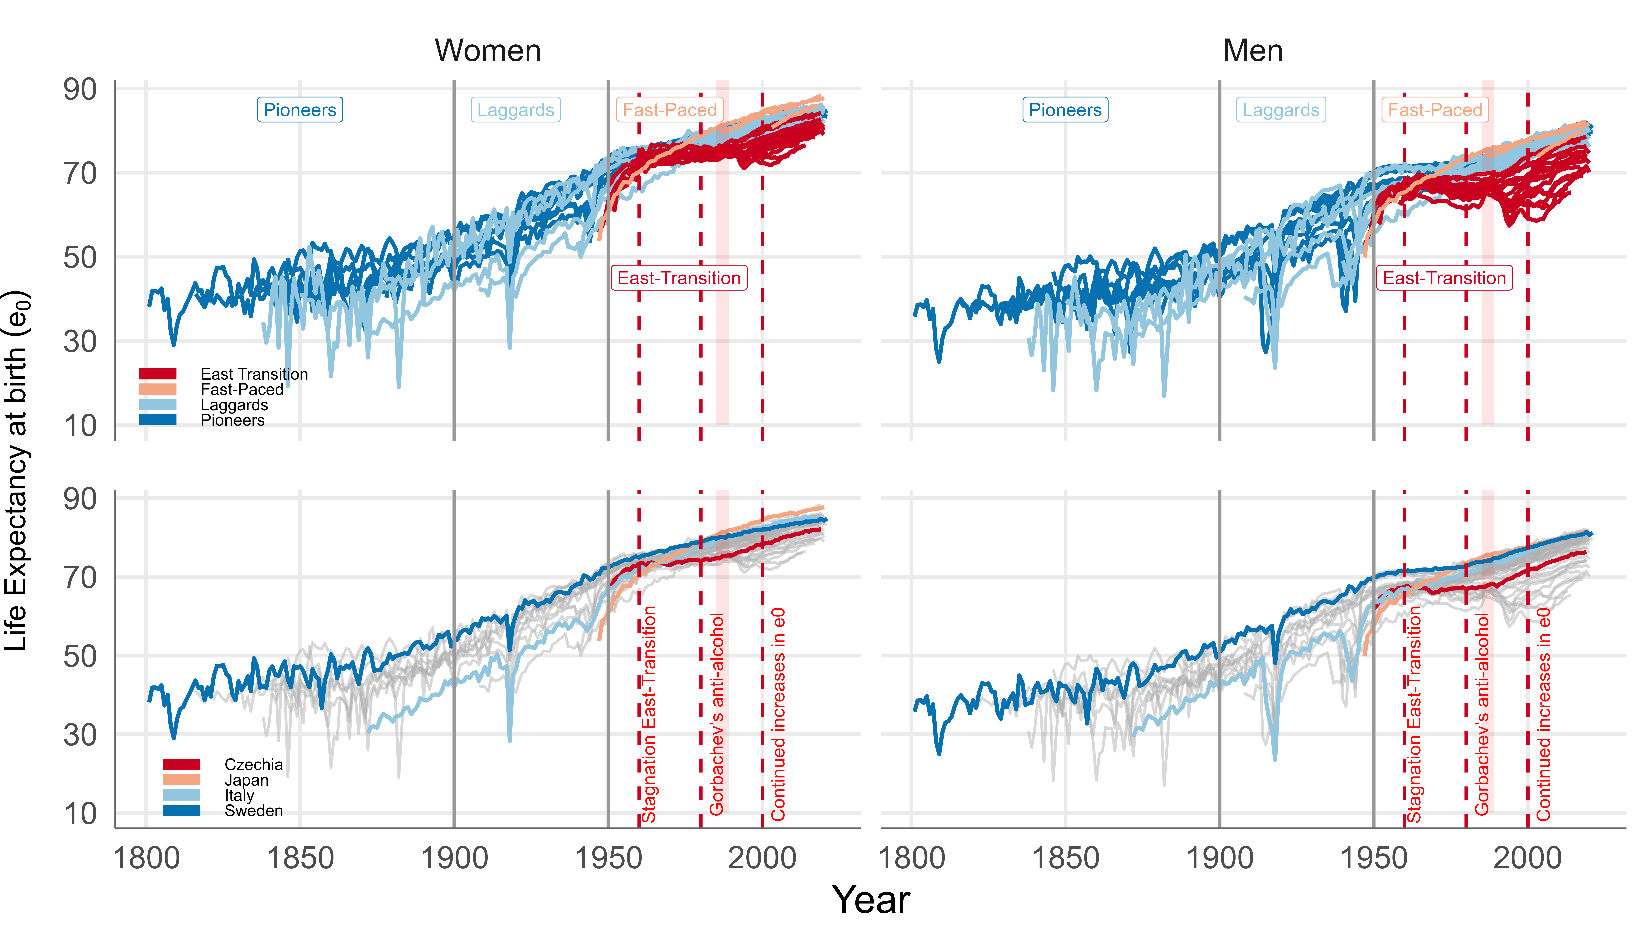 Women
Men
Life Expectancy at birth (e0)
90
70
50
30
10
Pioneers
Laggards
Fast-Paced
East-Transition
East Transition
Fast-Paced
Laggards
Pioneers
Pioneers
Laggards
Fast-Paced
East-Transition
90
70
50
30
10
Stagnation East-Transition
Gorbachev's anti-alcohol
Continued increases in e0
Czechia
Japan
Italy
Sweden
Stagnation East-Transition
Gorbachev's anti-alcohol
Continued increases in e0
1800 1850 1900 1950 2000
1800 1850 1900 1950 2000
Year